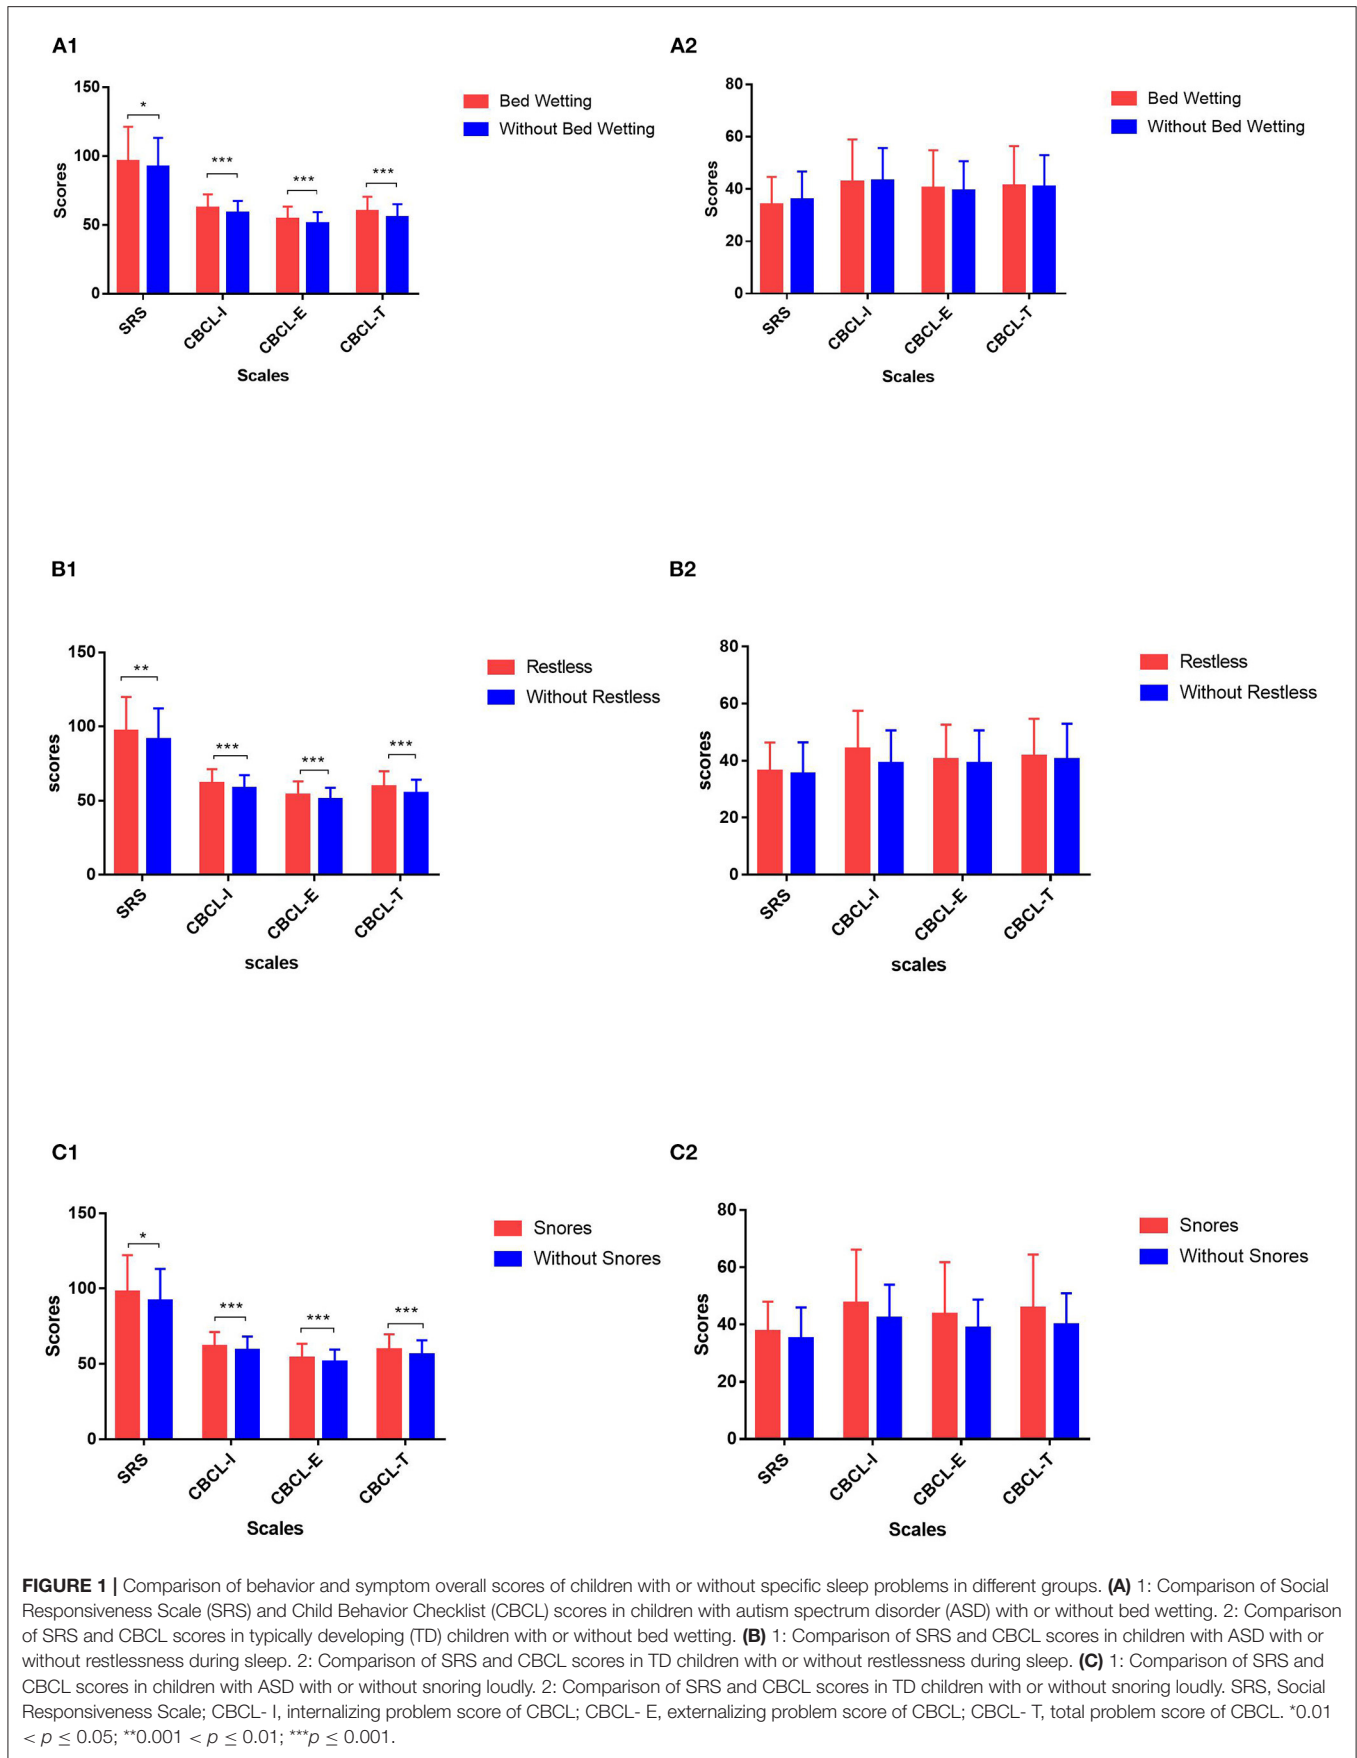 A1
150
100
50
0
Scores
*
***
***
***
SRS
CBCL-I
CBCL-E
CBCL-T
Scales
Bed Wetting
Without Bed Wetting
A2
80
60
40
20
0
Scores
SRS
CBCL-I
CBCL-E
CBCL-T
Scales
Bed Wetting
Without Bed Wetting
B1
150
100
50
0
scores
**
***
***
***
SRS
CBCL-I
CBCL-E
CBCL-T
scales
Restless
Without Restless
B2
80
60
40
20
0
scores
SRS
CBCL-I
CBCL-E
CBCL-T
scales
Restless
Without Restless
C1
150
100
50
0
Scores
*
***
***
***
SRS
CBCL-I
CBCL-E
CBCL-T
Scales
Snores
Without Snores
C2
80
60
40
20
0
Scores
SRS
CBCL-I
CBCL-E
CBCL-T
Scales
Snores
Without Snores
FIGURE 1 | Comparison of behavior and symptom overall scores of children with or without specific sleep problems in different groups. (A) 1: Comparison of Social
Responsiveness Scale (SRS) and Child Behavior Checklist (CBCL) scores in children with autism spectrum disorder (ASD) with or without bed wetting. 2: Comparison
of SRS and CBCL scores in typically developing (TD) children with or without bed wetting. (B) 1: Comparison of SRS and CBCL scores in children with ASD with or
without restlessness during sleep. 2: Comparison of SRS and CBCL scores in TD children with or without restlessness during sleep. (C) 1: Comparison of SRS and
CBCL scores in children with ASD with or without snoring loudly. 2: Comparison of SRS and CBCL scores in TD children with or without snoring loudly. SRS, Social
Responsiveness Scale; CBCL- I, internalizing problem score of CBCL; CBCL- E, externalizing problem score of CBCL; CBCL- T, total problem score of CBCL. *0.01
< p ≤ 0.05; **0.001 < p ≤ 0.01; ***p ≤ 0.001.